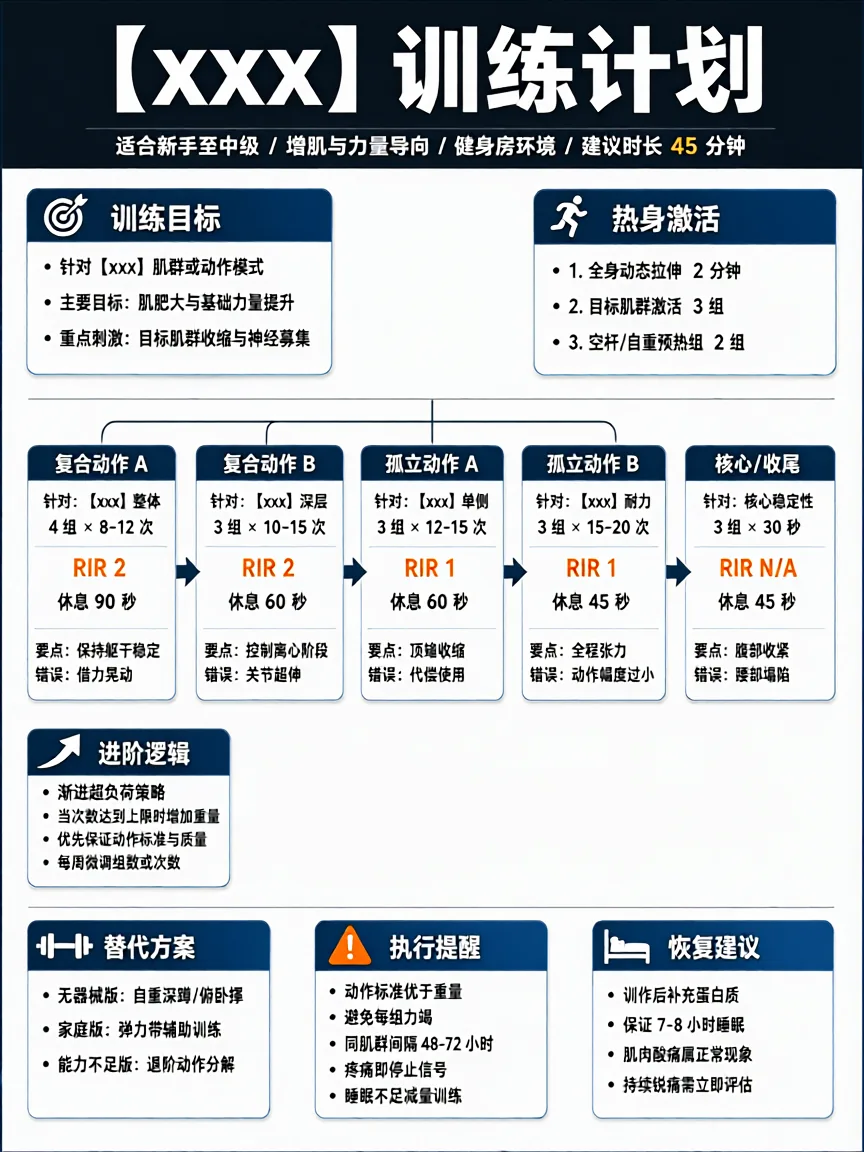 【xxx】训练计划
适合新手至中级 / 增肌与力量导向 / 健身房环境 / 建议时长 45 分钟
训练目标
• 针对【xxx】肌群或动作模式
• 主要目标：肌肥大与基础力量提升
• 重点刺激：目标肌群收缩与神经募集
热身激活
• 1. 全身动态拉伸 2 分钟
• 2. 目标肌群激活 3 组
• 3. 空杆/自重预热组 2 组
复合动作 A
针对：【xxx】整体
4 组 × 8-12 次
RIR 2
休息 90 秒
要点：保持躯干稳定
错误：借力晃动
复合动作 B
针对：【xxx】深层
3 组 × 10-15 次
RIR 2
休息 60 秒
要点：控制离心阶段
错误：关节超伸
孤立动作 A
针对：【xxx】单侧
3 组 × 12-15 次
RIR 1
休息 60 秒
要点：顶端收缩
错误：代偿使用
孤立动作 B
针对：【xxx】耐力
3 组 × 15-20 次
RIR 1
休息 45 秒
要点：全程张力
错误：动作幅度过小
核心/收尾
针对：核心稳定性
3 组 × 30 秒
RIR N/A
休息 45 秒
要点：腹部收紧
错误：腰部塌陷
进阶逻辑
• 渐进超负荷策略
• 当次数达到上限时增加重量
• 优先保证动作标准与质量
• 每周微调组数或次数
替代方案
• 无器械版：自重深蹲/俯卧撑
• 家庭版：弹力带辅助训练
• 能力不足版：退阶动作分解
执行提醒
• 动作标准优于重量
• 避免每组力竭
• 同肌群间隔 48-72 小时
• 疼痛即停止信号
• 睡眠不足减量训练
恢复建议
• 训作后补充蛋白质
• 保证 7-8 小时睡眠
• 肌肉酸痛属正常现象
• 持续锐痛需立即评估